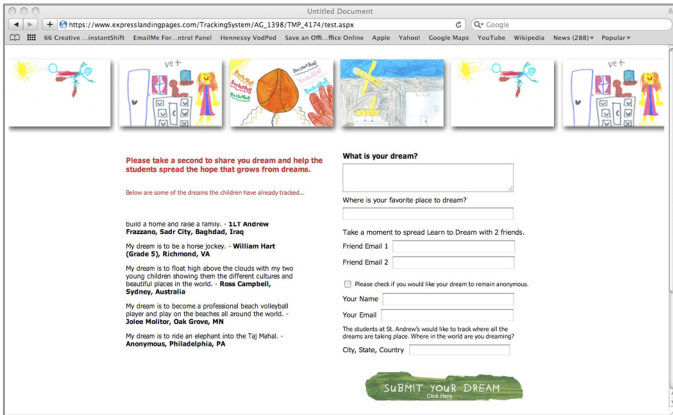 Untitled Document
https://www.expresslandingpages.com/TrackingSystem/AG_1398/TMP_4174/test.aspx
Google
66 Creative ...instantShift EmailMe For...ntrol Panel Hennessy VodPod Save an Offi...ffice Online Apple Yahoo! Google Maps YouTube Wikipedia News (288) Popular
vet
vet
Please take a second to share you dream and help the
students spread the hope that grows from dreams.
Below are some of the dreams the children have already tracked...
build a home and raise a family. - 1LT Andrew
Frazzano, Sadr City, Baghdad, Iraq
My dream is to be a horse jockey. - William Hart
(Grade 5), Richmond, VA
My dream is to float high above the clouds with my two
young children showing them the different cultures and
beautiful places in the world. - Ross Campbell,
Sydney, Australia
My dream is to become a professional beach volleyball
player and play on the beaches all around the world. -
Jolee Molitor, Oak Grove, MN
My dream is to ride an elephant into the Taj Mahal. -
Anonymous, Philadelphia, PA
What is your dream?
Where is your favorite place to dream?
Take a moment to spread Learn to Dream with 2 friends.
Friend Email 1
Friend Email 2
Please check if you would like your dream to remain anonymous.
Your Name
Your Email
The students at St. Andrew's would like to track where all the
dreams are taking place. Where in the world are you dreaming?
City, State, Country
SUBMIT YOUR DREAM
Click Here